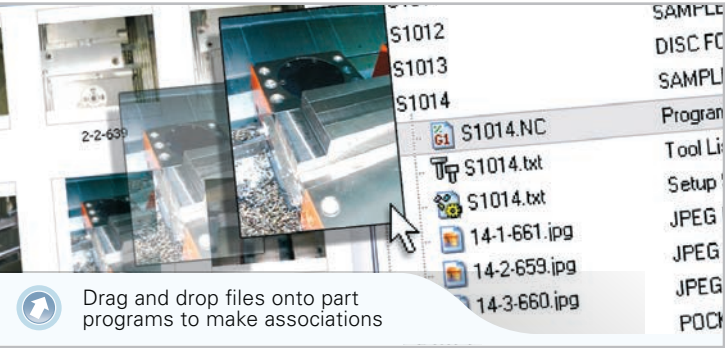 SAMPLE
S1012
DISC FO
S1013
SAMPL
S1014
2-2-639
S1014.NC
Program
S1014.txt
Tool Li
S1014.txt
Setup
14-1-661.jpg
JPEG
14-2-659.jpg
JPEG
14-3-660.jpg
JPEG
POCK
Drag and drop files onto part
programs to make associations